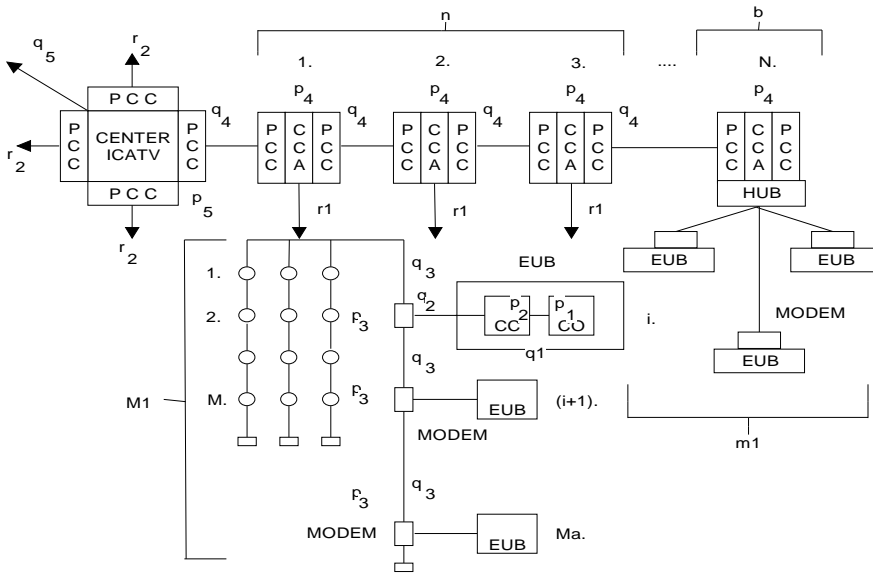 n b
q5 r2 1. 2. 3. .... N.
PCC p4 p4 p4 p4
PCC CENTER ICATV PCC q4 PCC CCA PCC q4 PCC CCA PCC q4 PCC CCA PCC q4 PCC CCA PCC
r2
PCC p5 HUB
r2 r1 r1 r1
EUB EUB EUB
1. q3
2. p3 q2 p2 CC p1 CO i. MODEM
q1
q3 EUB
M1 M. p3 EUB (i+1).
MODEM m1
p3 q3
MODEM EUB Ma.